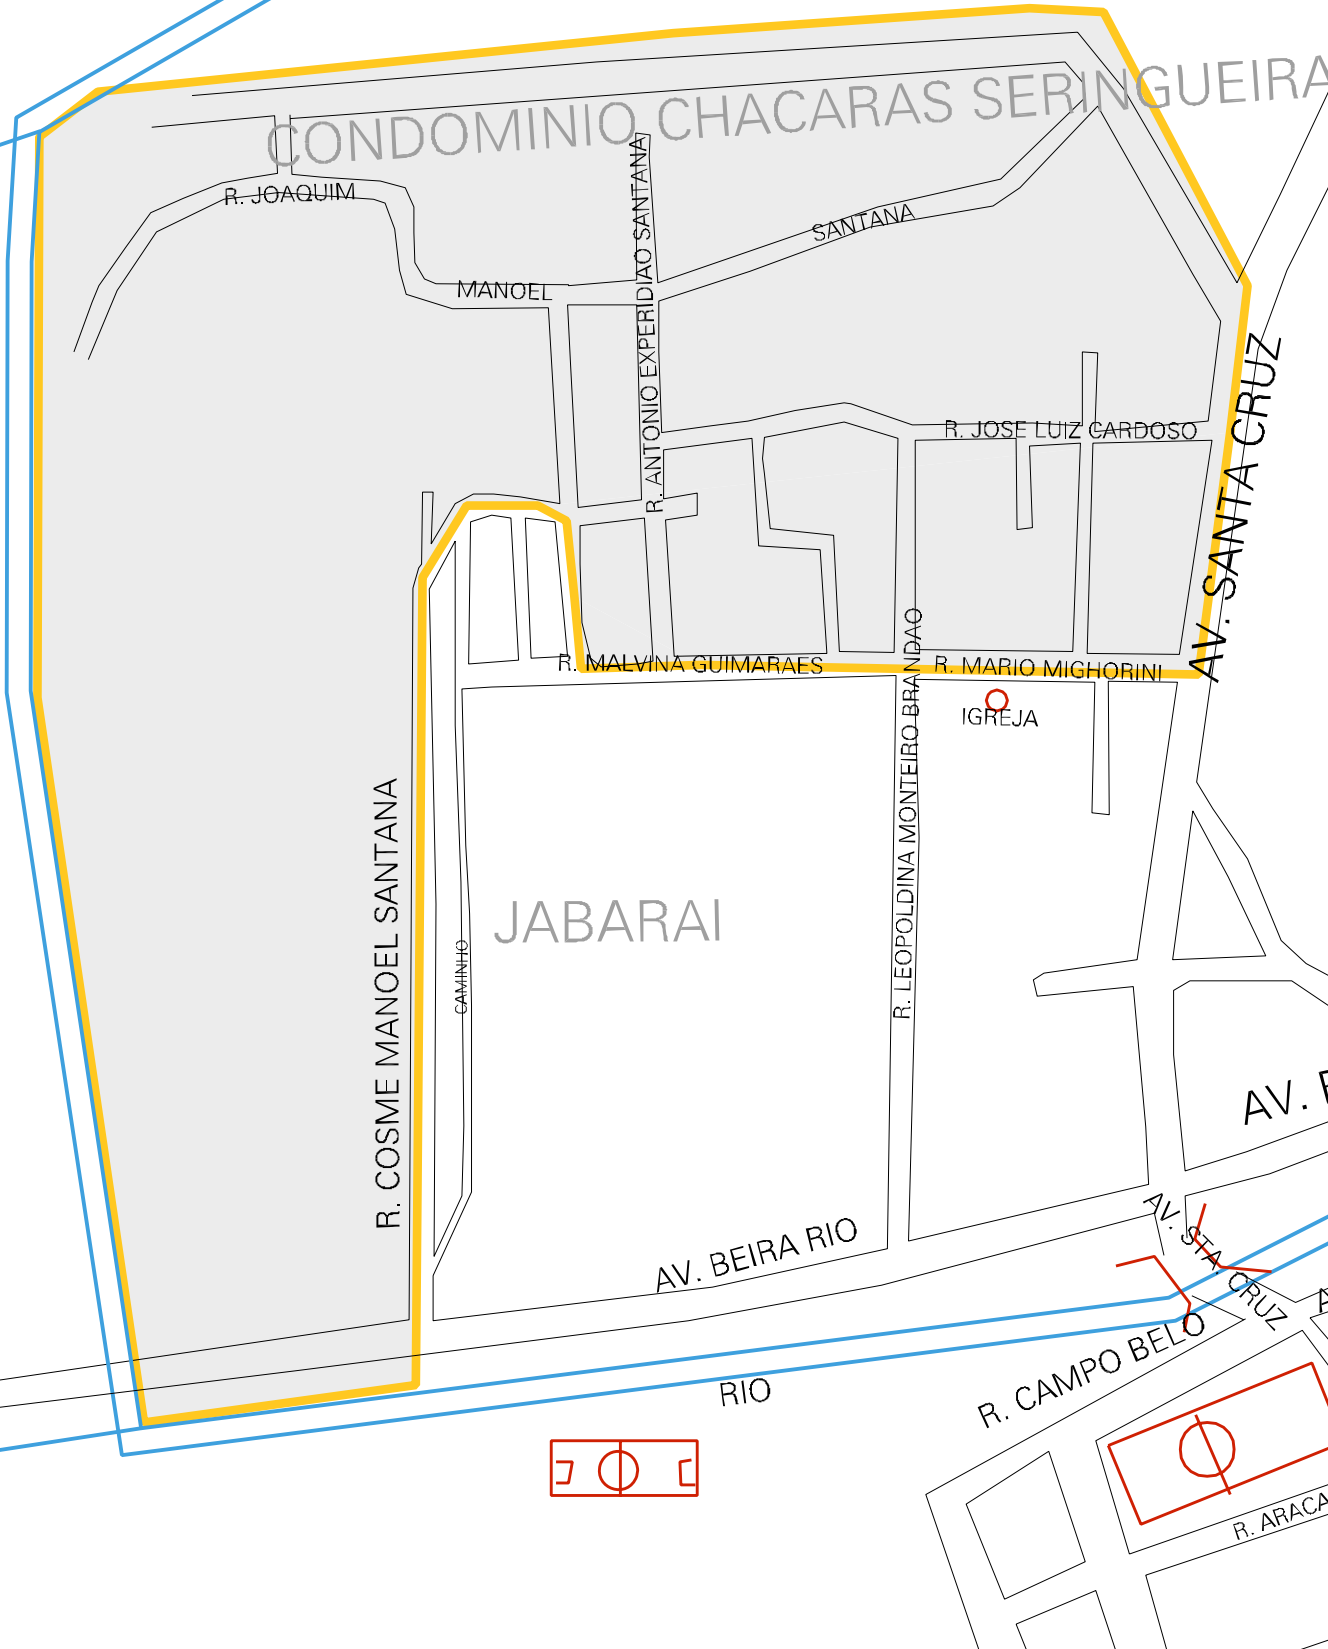 CONDOMINIO CHACARAS SERINGUEIRA
R. JOAQUIM
MANOEL
SANTANA
R. ANTONIO EXPERIDIAO SANTANA
R. JOSE LUIZ CARDOSO
AV. SANTA CRUZ
R. MALVINA GUIMARAES
R. MARIO MIGHORINI
IGREJA
R. LEOPOLDINA MONTEIRO BRANDAO
R. COSME MANOEL SANTANA
CAMINHO
JABARAI
AV. BEIRA RIO
AV.
AV. STA. CRUZ
RIO
R. CAMPO BELO
R. ARACA